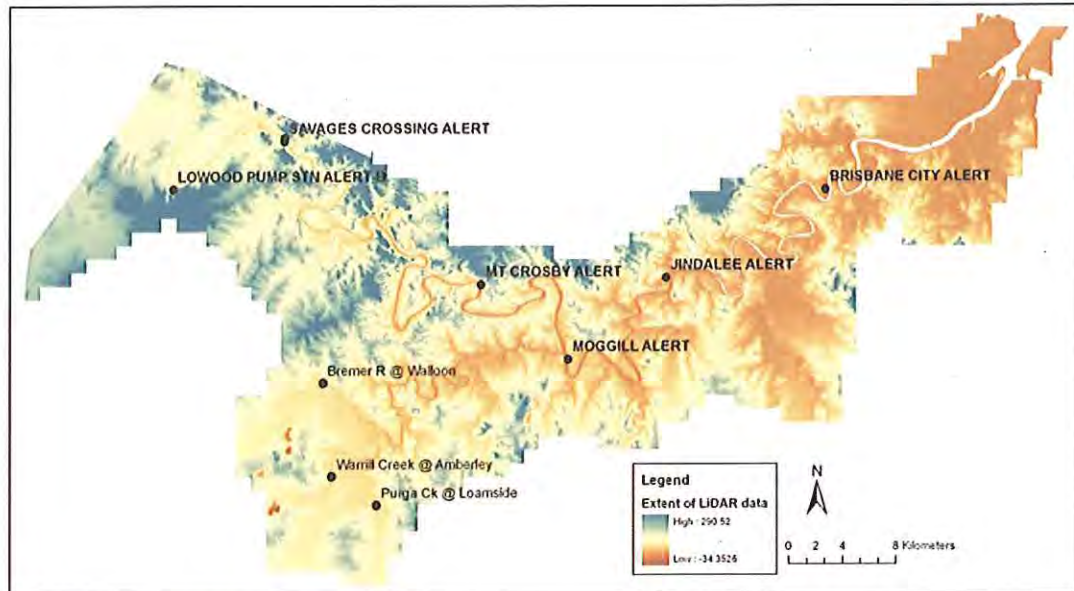 SAVAGES CROSSING ALERT
LOWOOD PUMP STN ALERT-B
BRISBANE CITY ALERT
MT CROSBY ALERT
JINDALEE ALERT
MOGGILL ALERT
Bremer R @ Walloon
Warrill Creek @ Amberley
Purga Ck @ Loamside
Legend
Extent of LiDAR data
High : 290.52
Low : -34.3526
N
0 2 4 8 Kilometers